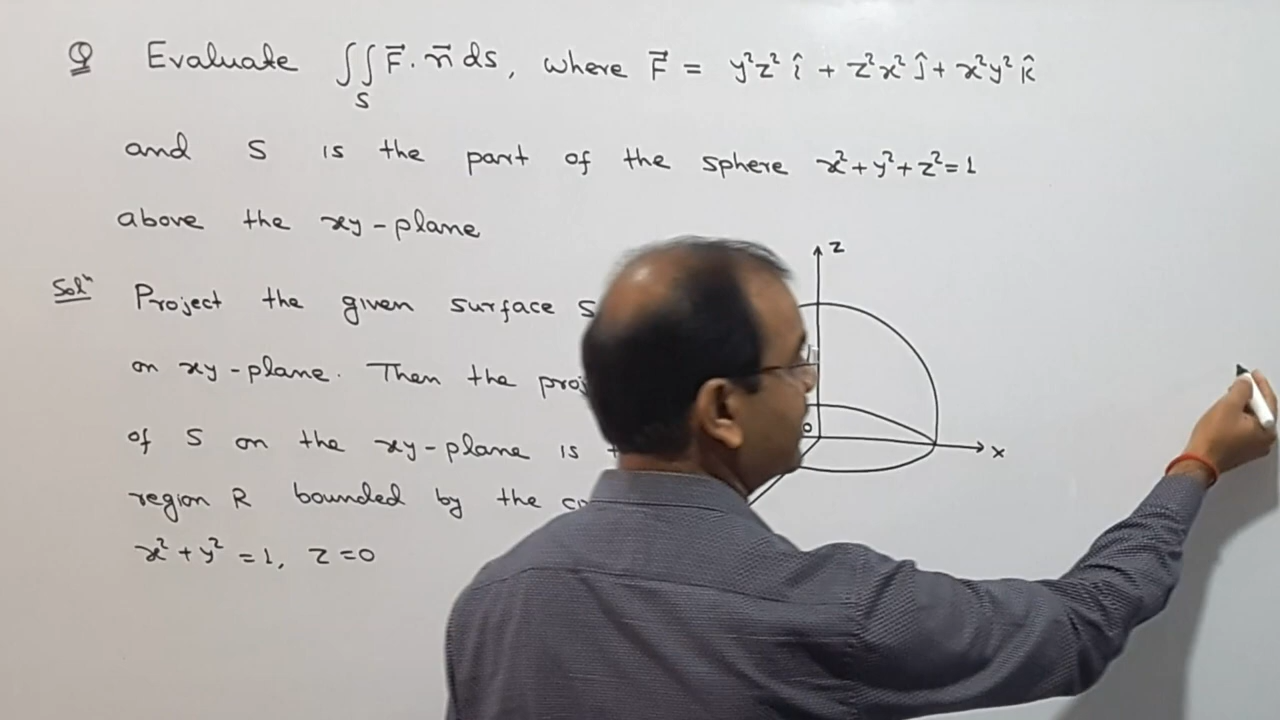 Q Evaluate ∬_S F⃗ . n⃗ ds, where F⃗ = y²z² î + z²x² ĵ + x²y² k̂
and S is the part of the sphere x²+y²+z²=1
above the xy-plane
Solⁿ Project the given surface S
on xy-plane. Then the
of S on the xy-plane is
region R bounded by the
x²+y²=1, z=0
z
o
x